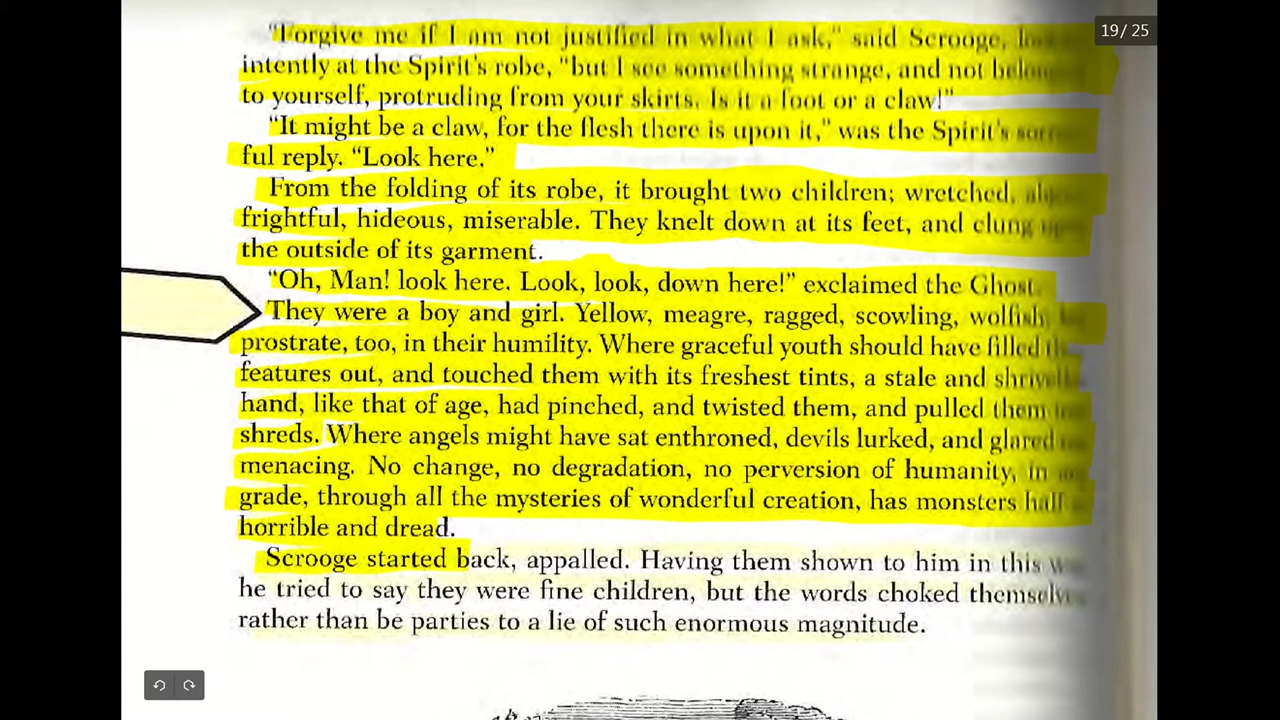 19/ 25
“Forgive me if I am not justified in what I ask,” said Scrooge,
intently at the Spirit’s robe, “but I see something strange, and not
to yourself, protruding from your skirts. Is it a foot or a claw!”
“It might be a claw, for the flesh there is upon it,” was the Spirit’s
ful reply. “Look here.”
From the folding of its robe, it brought two children; wretched,
frightful, hideous, miserable. They knelt down at its feet, and clung
the outside of its garment.
“Oh, Man! look here. Look, look, down here!” exclaimed the Ghost.
They were a boy and girl. Yellow, meagre, ragged, scowling, wolfish;
prostrate, too, in their humility. Where graceful youth should have filled
features out, and touched them with its freshest tints, a stale and
hand, like that of age, had pinched, and twisted them, and pulled them
shreds. Where angels might have sat enthroned, devils lurked, and glared
menacing. No change, no degradation, no perversion of humanity, in
grade, through all the mysteries of wonderful creation, has monsters half
horrible and dread.
Scrooge started back, appalled. Having them shown to him in this
he tried to say they were fine children, but the words choked
rather than be parties to a lie of such enormous magnitude.